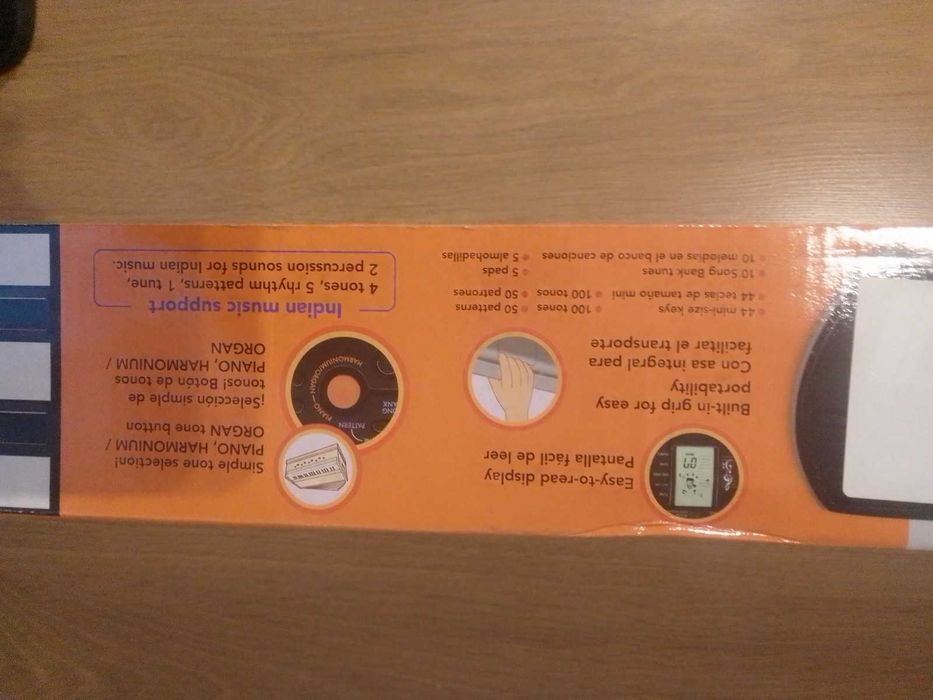 Easy-to-read display
Pantalla fácil de leer
Built-in grip for easy
portability
Con asa integral para
facilitar el transporte
44 mini-size keys
100 tones
50 patterns
44 teclas de tamaño mini
100 tonos
50 patrones
10 Song Bank tunes
5 pads
10 melodías en el banco de canciones
5 almohadillas
Simple tone selection!
PIANO, HARMONIUM /
ORGAN tone button
¡Selección simple de
tonos! Botón de tonos
PIANO, HARMONIUM /
ORGAN
PATTERN
PIANO
HARMONIUM/ORGAN
Indian music support
4 tones, 5 rhythm patterns, 1 tune,
2 percussion sounds for Indian music.